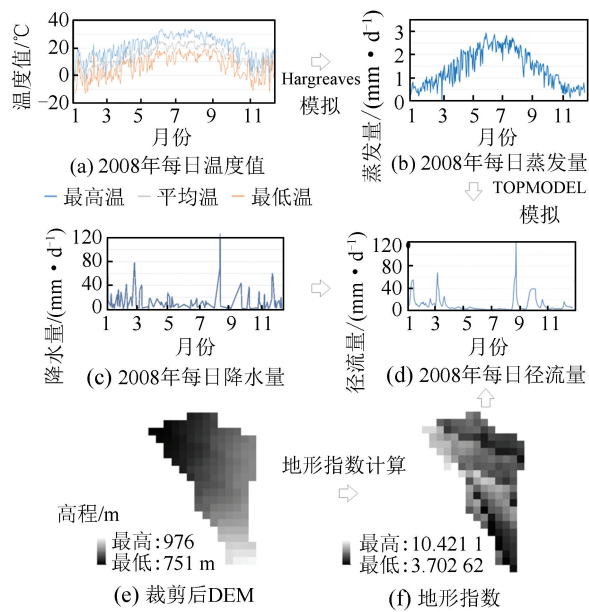 温度值/℃
40
20
0
−20
1 3 5 7 9 11
月份
(a) 2008年每日温度值
最高温 平均温 最低温
Hargreaves
模拟
蒸发量/(mm·d⁻¹)
3
2
1
0
1 3 5 7 9 11
月份
(b) 2008年每日蒸发量
TOPMODEL
模拟
降水量/(mm·d⁻¹)
120
80
40
0
1 3 5 7 9 11
月份
(c) 2008年每日降水量
径流量/(mm·d⁻¹)
120
80
40
0
1 3 5 7 9 11
月份
(d) 2008年每日径流量
高程/m
最高:976
最低:751 m
(e) 裁剪后DEM
地形指数计算
最高:10.421 1
最低:3.702 62
(f) 地形指数